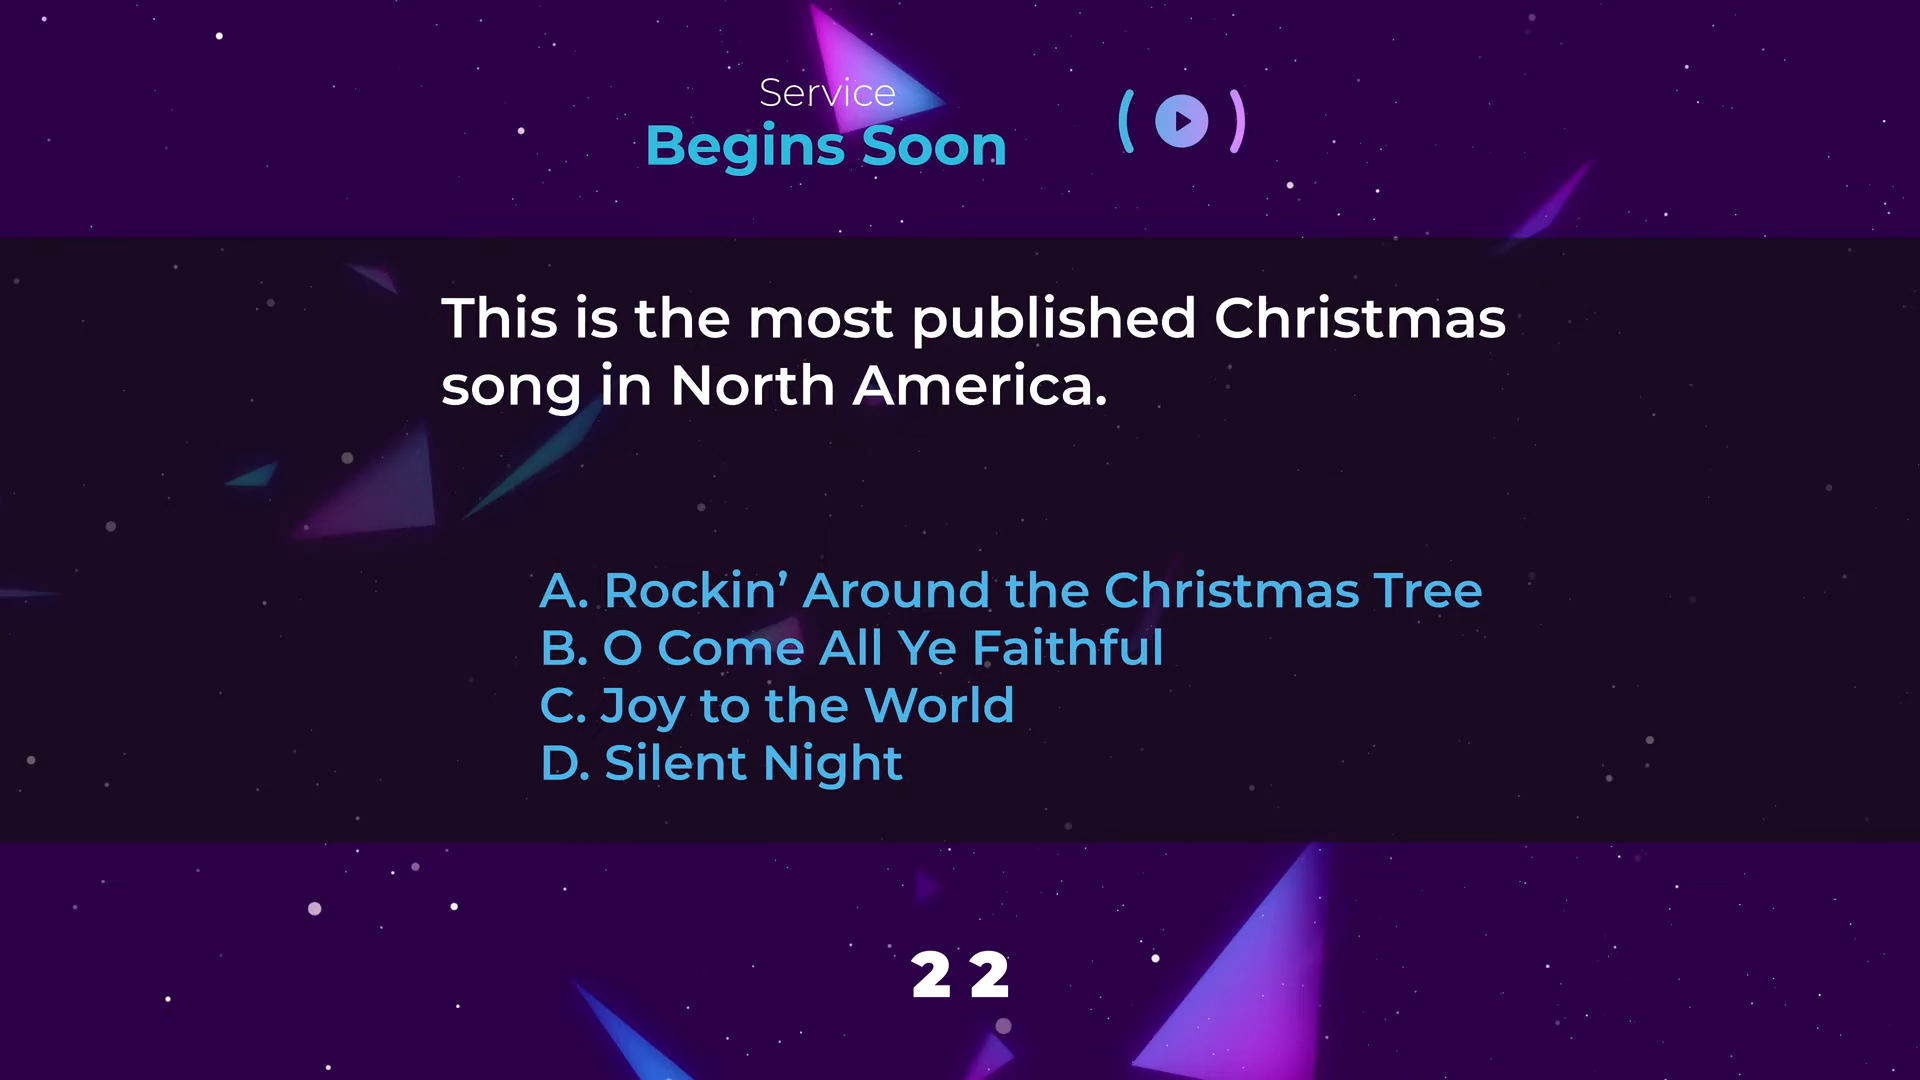 Service
Begins Soon
This is the most published Christmas
song in North America.
A. Rockin’ Around the Christmas Tree
B. O Come All Ye Faithful
C. Joy to the World
D. Silent Night
22